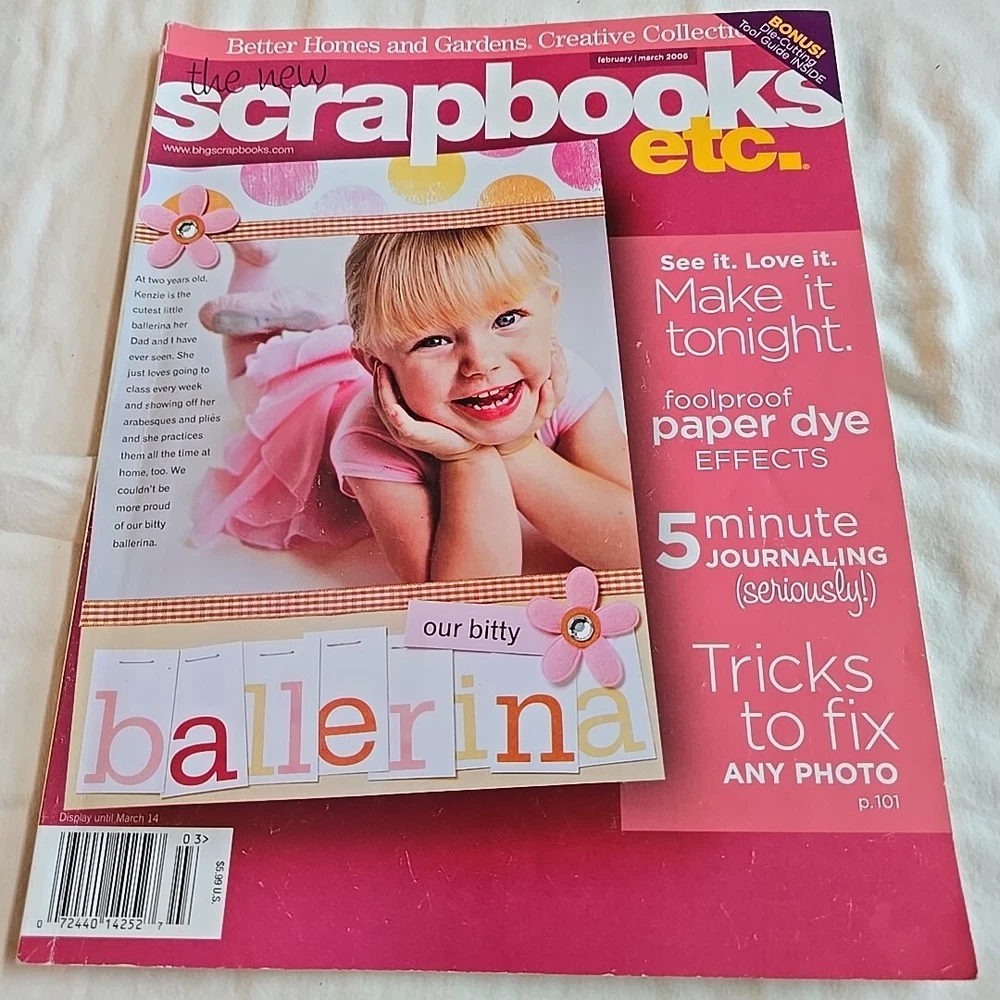 Better Homes and Gardens® Creative Collectio
BONUS!
Die-Cutting
Tool Guide INSIDE
february | march 2006
the new
scrapbooks
etc.®
www.bhgscrapbooks.com
At two years old,
Kenzie is the
cutest little
ballerina her
Dad and I have
ever seen. She
just loves going to
class every week
and showing off her
arabesques and pliés
and she practices
them all the time at
home, too. We
couldn't be
more proud
of our bitty
ballerina.
our bitty
ballerina
See it. Love it.
Make it
tonight.
foolproof
paper dye
EFFECTS
5 minute
JOURNALING
(seriously!)
Tricks
to fix
ANY PHOTO
p.101
Display until March 14
03>
$5.99 U.S.
0 72440 14252 7